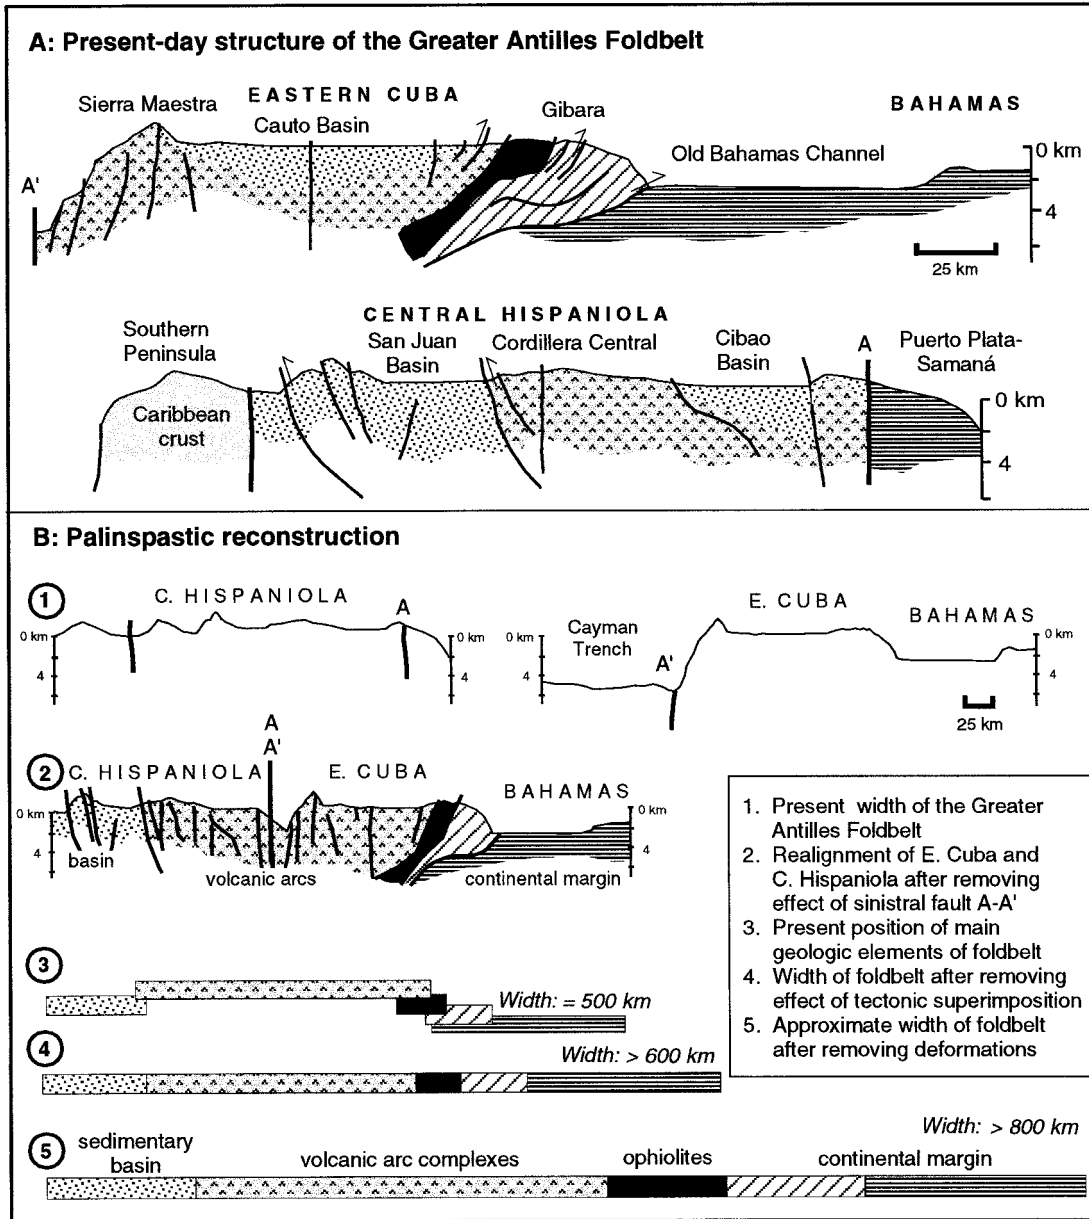 A: Present-day structure of the Greater Antilles Foldbelt
EASTERN CUBA
Sierra Maestra
Cauto Basin
Gibara
BAHAMAS
Old Bahamas Channel
A'
0 km
4
25 km
CENTRAL HISPANIOLA
Southern
Peninsula
San Juan
Basin
Cordillera Central
Cibao
Basin
A
Puerto Plata-
Samaná
Caribbean
crust
0 km
4
B: Palinspastic reconstruction
1
C. HISPANIOLA
A
0 km
4
0 km
4
Cayman
Trench
A'
E. CUBA
BAHAMAS
0 km
4
0 km
4
25 km
A
A'
2
C. HISPANIOLA
E. CUBA
BAHAMAS
0 km
4
0 km
4
basin
volcanic arcs
continental margin
1. Present width of the Greater
Antilles Foldbelt
2. Realignment of E. Cuba and
C. Hispaniola after removing
effect of sinistral fault A-A'
3. Present position of main
geologic elements of foldbelt
4. Width of foldbelt after removing
effect of tectonic superimposition
5. Approximate width of foldbelt
after removing deformations
3
Width: = 500 km
4
Width: > 600 km
Width: > 800 km
5
sedimentary
basin
volcanic arc complexes
ophiolites
continental margin